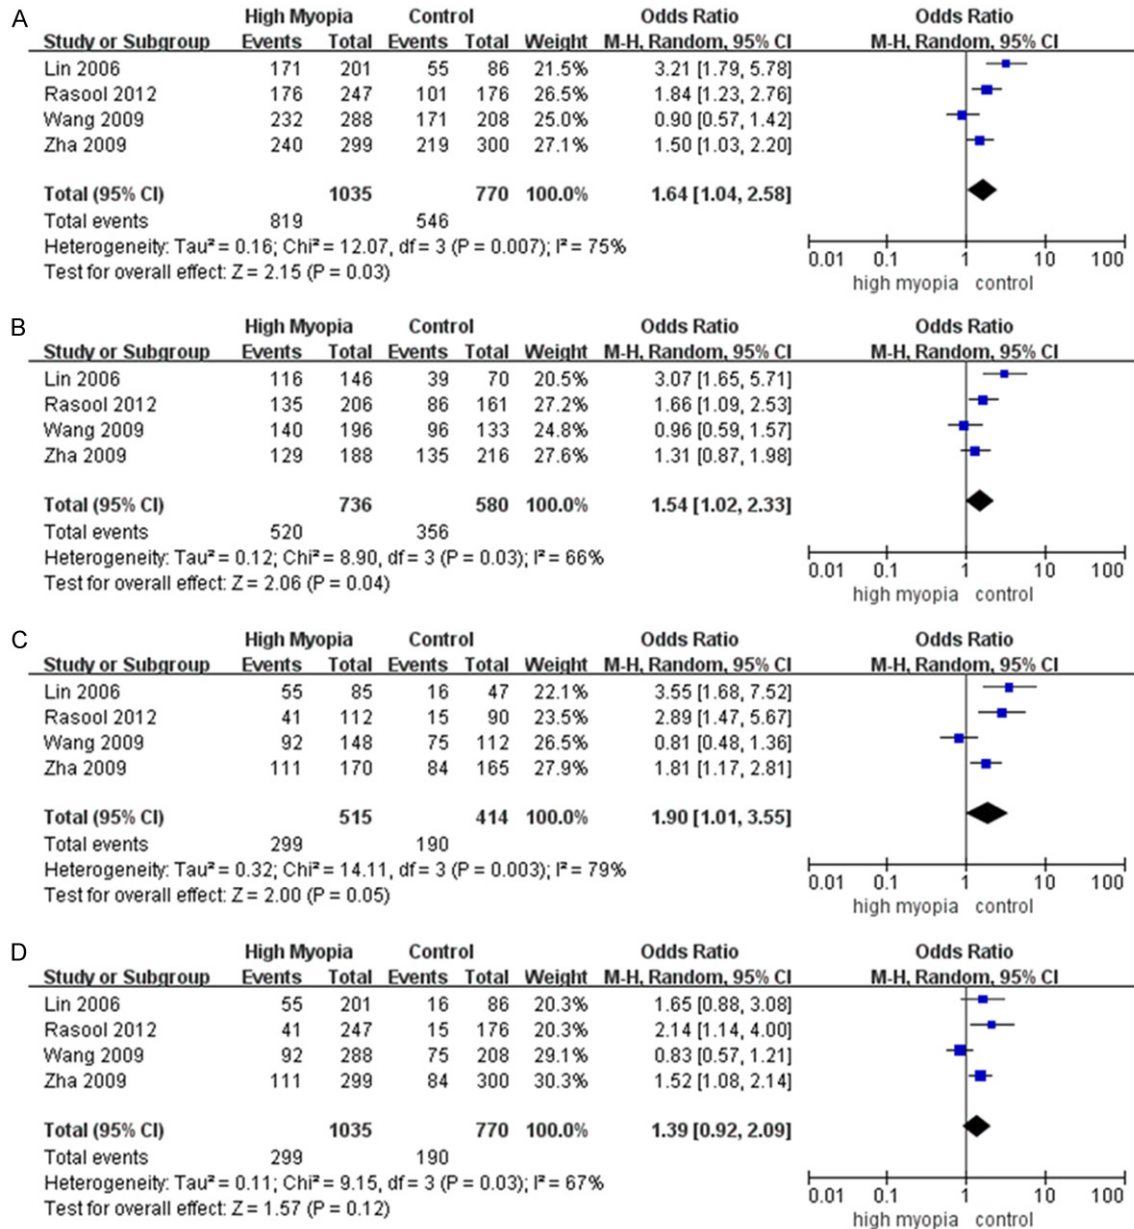 A
High Myopia Control Odds Ratio Odds Ratio
Study or Subgroup Events Total Events Total Weight M-H, Random, 95% CI M-H, Random, 95% CI
Lin 2006 171 201 55 86 21.5% 3.21 [1.79, 5.78]
Rasool 2012 176 247 101 176 26.5% 1.84 [1.23, 2.76]
Wang 2009 232 288 171 208 25.0% 0.90 [0.57, 1.42]
Zha 2009 240 299 219 300 27.1% 1.50 [1.03, 2.20]
Total (95% CI) 1035 770 100.0% 1.64 [1.04, 2.58]
Total events 819 546
Heterogeneity: Tau² = 0.16; Chi² = 12.07, df = 3 (P = 0.007); I² = 75%
Test for overall effect: Z = 2.15 (P = 0.03)
0.01 0.1 1 10 100
high myopia control
B
High Myopia Control Odds Ratio Odds Ratio
Study or Subgroup Events Total Events Total Weight M-H, Random, 95% CI M-H, Random, 95% CI
Lin 2006 116 146 39 70 20.5% 3.07 [1.65, 5.71]
Rasool 2012 135 206 86 161 27.2% 1.66 [1.09, 2.53]
Wang 2009 140 196 96 133 24.8% 0.96 [0.59, 1.57]
Zha 2009 129 188 135 216 27.6% 1.31 [0.87, 1.98]
Total (95% CI) 736 580 100.0% 1.54 [1.02, 2.33]
Total events 520 356
Heterogeneity: Tau² = 0.12; Chi² = 8.90, df = 3 (P = 0.03); I² = 66%
Test for overall effect: Z = 2.06 (P = 0.04)
0.01 0.1 1 10 100
high myopia control
C
High Myopia Control Odds Ratio Odds Ratio
Study or Subgroup Events Total Events Total Weight M-H, Random, 95% CI M-H, Random, 95% CI
Lin 2006 55 85 16 47 22.1% 3.55 [1.68, 7.52]
Rasool 2012 41 112 15 90 23.5% 2.89 [1.47, 5.67]
Wang 2009 92 148 75 112 26.5% 0.81 [0.48, 1.36]
Zha 2009 111 170 84 165 27.9% 1.81 [1.17, 2.81]
Total (95% CI) 515 414 100.0% 1.90 [1.01, 3.55]
Total events 299 190
Heterogeneity: Tau² = 0.32; Chi² = 14.11, df = 3 (P = 0.003); I² = 79%
Test for overall effect: Z = 2.00 (P = 0.05)
0.01 0.1 1 10 100
high myopia control
D
High Myopia Control Odds Ratio Odds Ratio
Study or Subgroup Events Total Events Total Weight M-H, Random, 95% CI M-H, Random, 95% CI
Lin 2006 55 201 16 86 20.3% 1.65 [0.88, 3.08]
Rasool 2012 41 247 15 176 20.3% 2.14 [1.14, 4.00]
Wang 2009 92 288 75 208 29.1% 0.83 [0.57, 1.21]
Zha 2009 111 299 84 300 30.3% 1.52 [1.08, 2.14]
Total (95% CI) 1035 770 100.0% 1.39 [0.92, 2.09]
Total events 299 190
Heterogeneity: Tau² = 0.11; Chi² = 9.15, df = 3 (P = 0.03); I² = 67%
Test for overall effect: Z = 1.57 (P = 0.12)
0.01 0.1 1 10 100
high myopia control